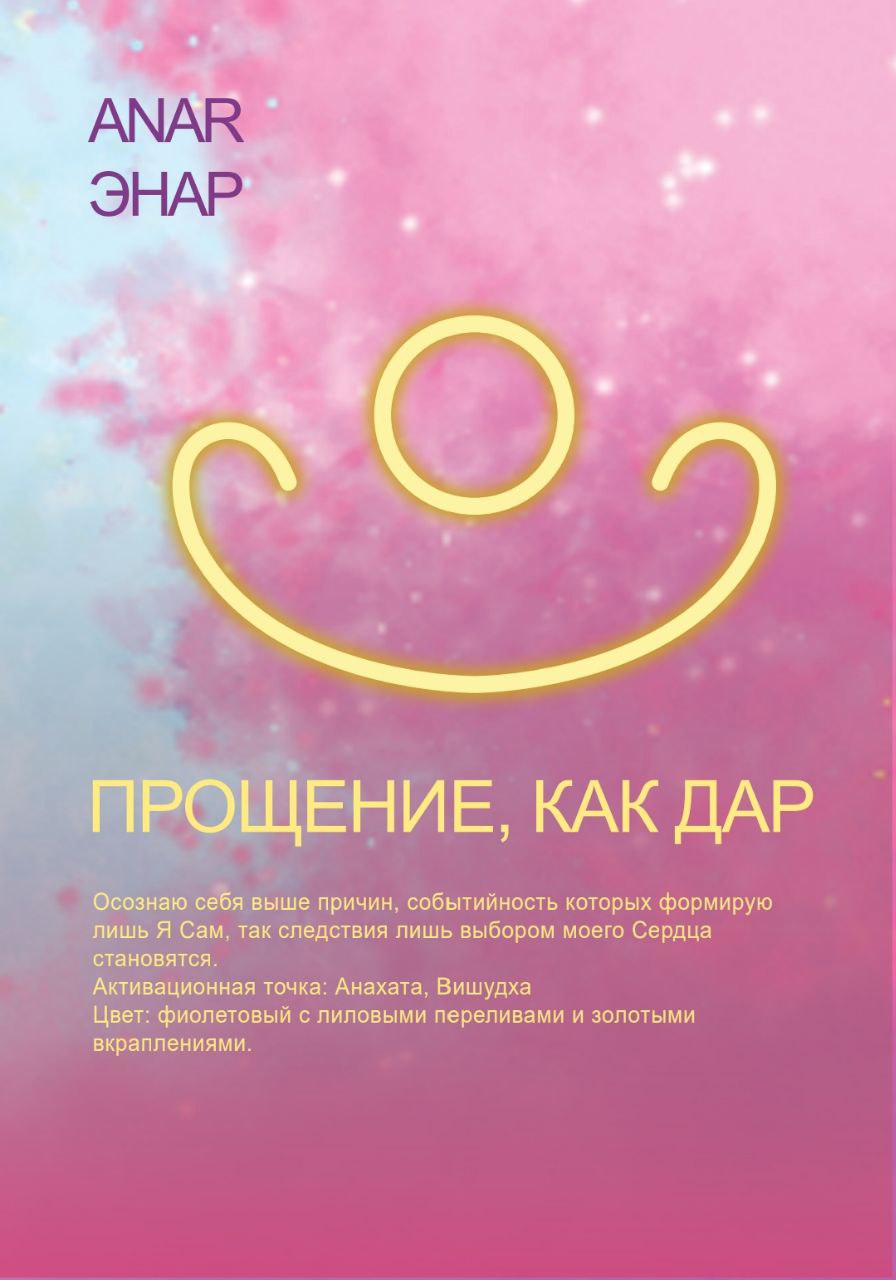 ANAR
ЭНАР
ПРОЩЕНИЕ, КАК ДАР
Осознаю себя выше причин, событийность которых формирую
лишь Я Сам, так следствия лишь выбором моего Сердца
становятся.
Активационная точка: Анахата, Вишудха
Цвет: фиолетовый с лиловыми переливами и золотыми
вкраплениями.